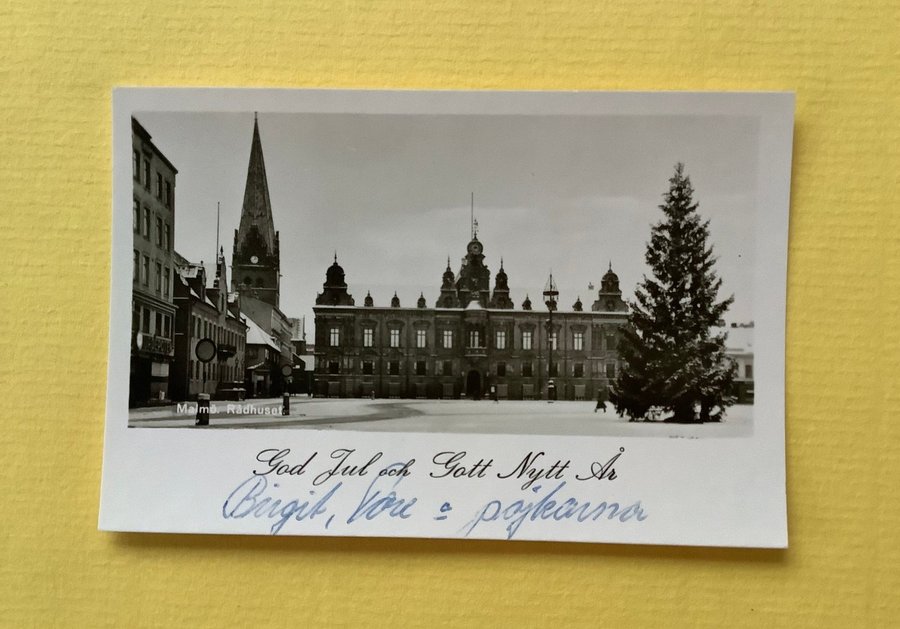 Malmö. Rådhuset
God Jul och Gott Nytt År
Birgit, Tore o pojkarna